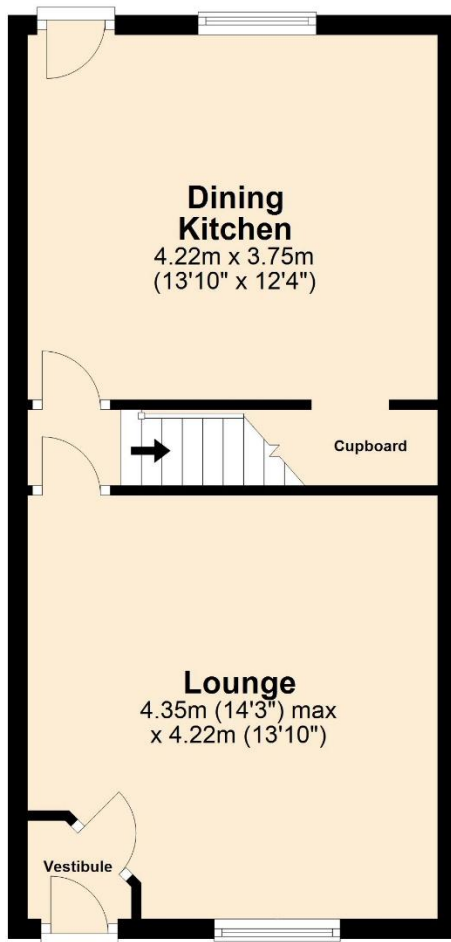 Dining
Kitchen
4.22m x 3.75m
(13'10" x 12'4")
Cupboard
Lounge
4.35m (14'3") max
x 4.22m (13'10")
Vestibule